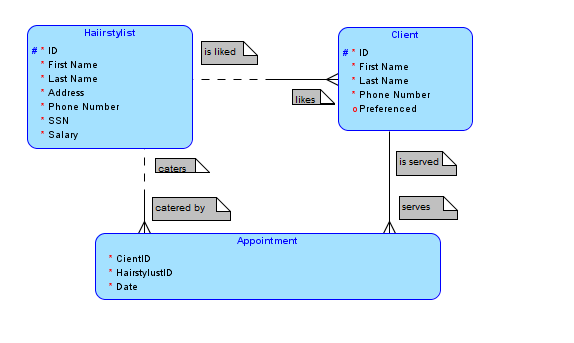 Haiirstylist
# * ID
* First Name
* Last Name
* Address
* Phone Number
* SSN
* Salary
is liked
likes
Client
# * ID
* First Name
* Last Name
* Phone Number
o Preferenced
caters
catered by
is served
serves
Appointment
* CientID
* HairstylustID
* Date